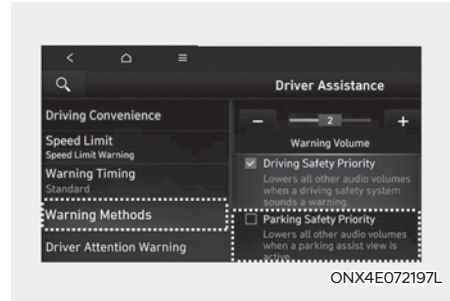 Driver Assistance
Driving Convenience
Speed Limit
Speed Limit Warning
Warning Timing
Standard
Warning Methods
Driver Attention Warning
− 2 +
Warning Volume
Driving Safety Priority
Lowers all other audio volumes
when a driving safety system
sounds a warning.
Parking Safety Priority
Lowers all other audio volumes
when a parking assist view is
active.
ONX4E072197L